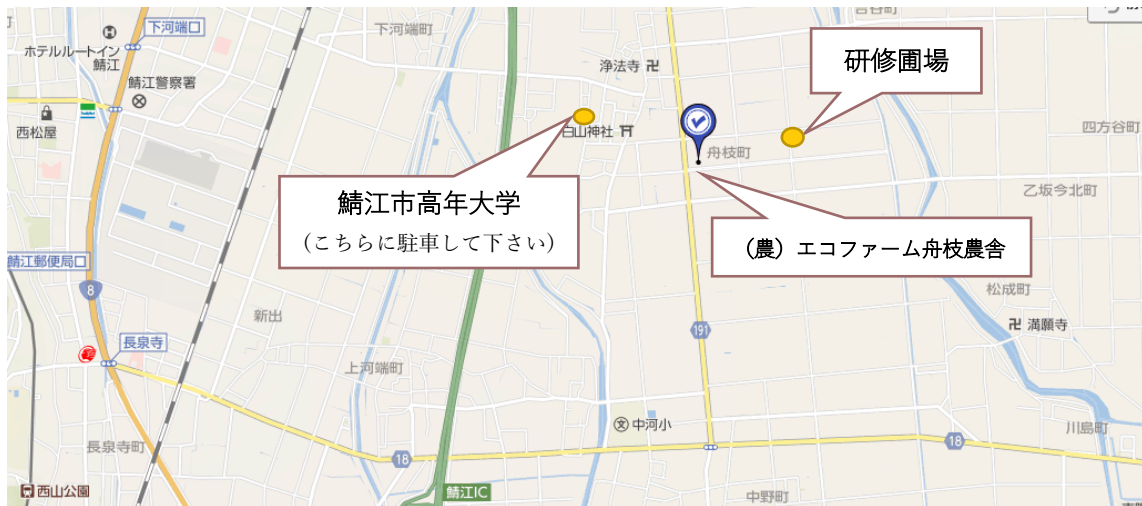 下河端口
ホテルルートイン
鯖江
鯖江警察署
西松屋
下河端町
浄法寺
研修圃場
白山神社
舟枝町
四方谷町
乙坂今北町
鯖江市高年大学
(こちらに駐車して下さい)
(農)エコファーム舟枝農舎
鯖江郵便局口
8
新出
松成町
満願寺
191
長泉寺
上河端町
中河小
川島町
長泉寺町
18
18
西山公園
鯖江IC
中野町